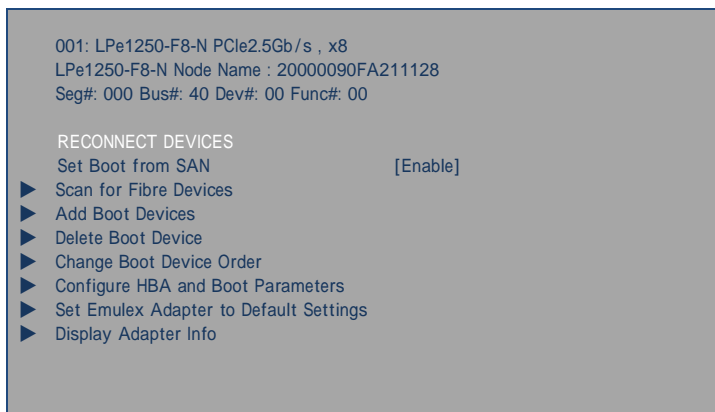 001: LPe1250-F8-N PCIe2.5Gb/s , x8
LPe1250-F8-N Node Name : 20000090FA211128
Seg#: 000 Bus#: 40 Dev#: 00 Func#: 00
RECONNECT DEVICES
Set Boot from SAN [Enable]
Scan for Fibre Devices
Add Boot Devices
Delete Boot Device
Change Boot Device Order
Configure HBA and Boot Parameters
Set Emulex Adapter to Default Settings
Display Adapter Info